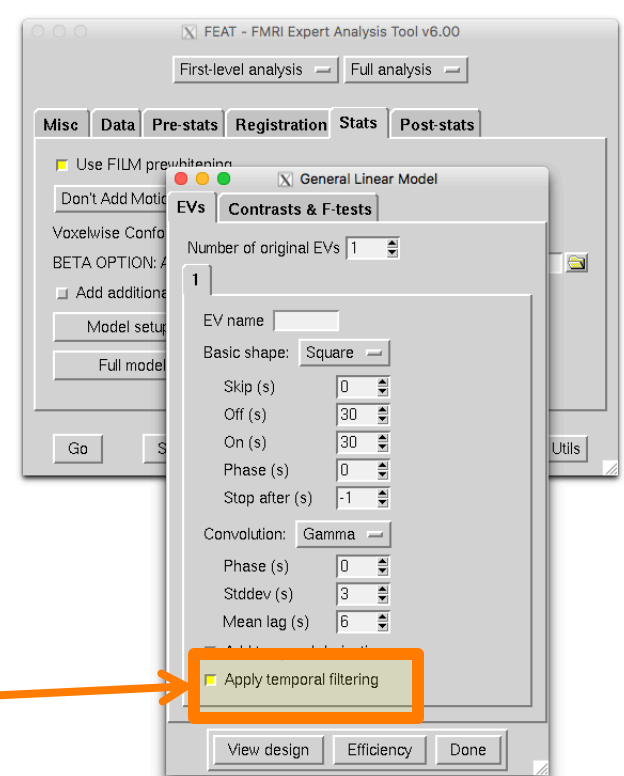 FEAT - FMRI Expert Analysis Tool v6.00
First-level analysis Full analysis
Misc Data Pre-stats Registration Stats Post-stats
Use FILM prewhitening
Don't Add Motio
Voxelwise Confo
BETA OPTION: A
Add additiona
Model setup
Full model
Go S Utils
General Linear Model
EVs Contrasts & F-tests
Number of original EVs 1
1
EV name
Basic shape: Square
Skip (s) 0
Off (s) 30
On (s) 30
Phase (s) 0
Stop after (s) -1
Convolution: Gamma
Phase (s) 0
Stddev (s) 3
Mean lag (s) 6
Apply temporal filtering
View design Efficiency Done